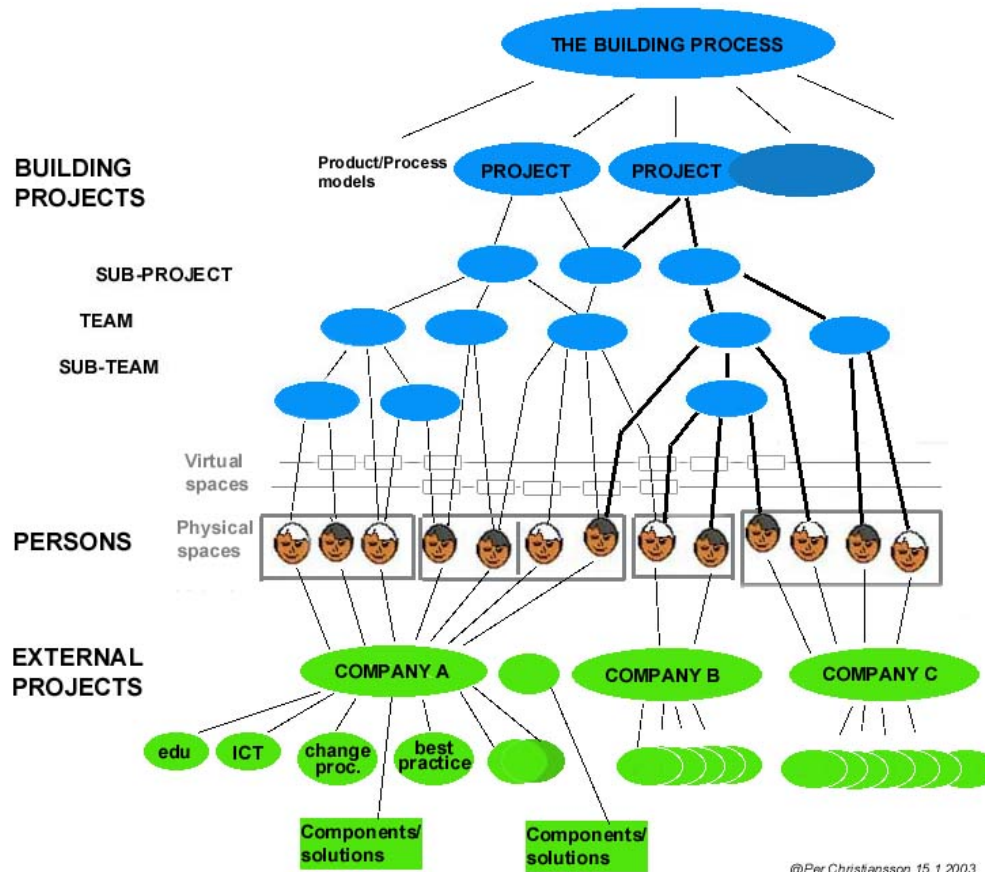 THE BUILDING PROCESS
BUILDING
PROJECTS
Product/Process
models
PROJECT
PROJECT
SUB-PROJECT
TEAM
SUB-TEAM
Virtual
spaces
PERSONS
Physical
spaces
EXTERNAL
PROJECTS
COMPANY A
COMPANY B
COMPANY C
edu
ICT
change
proc.
best
practice
Components/
solutions
Components/
solutions
@Per Christiansson 15.1.2003